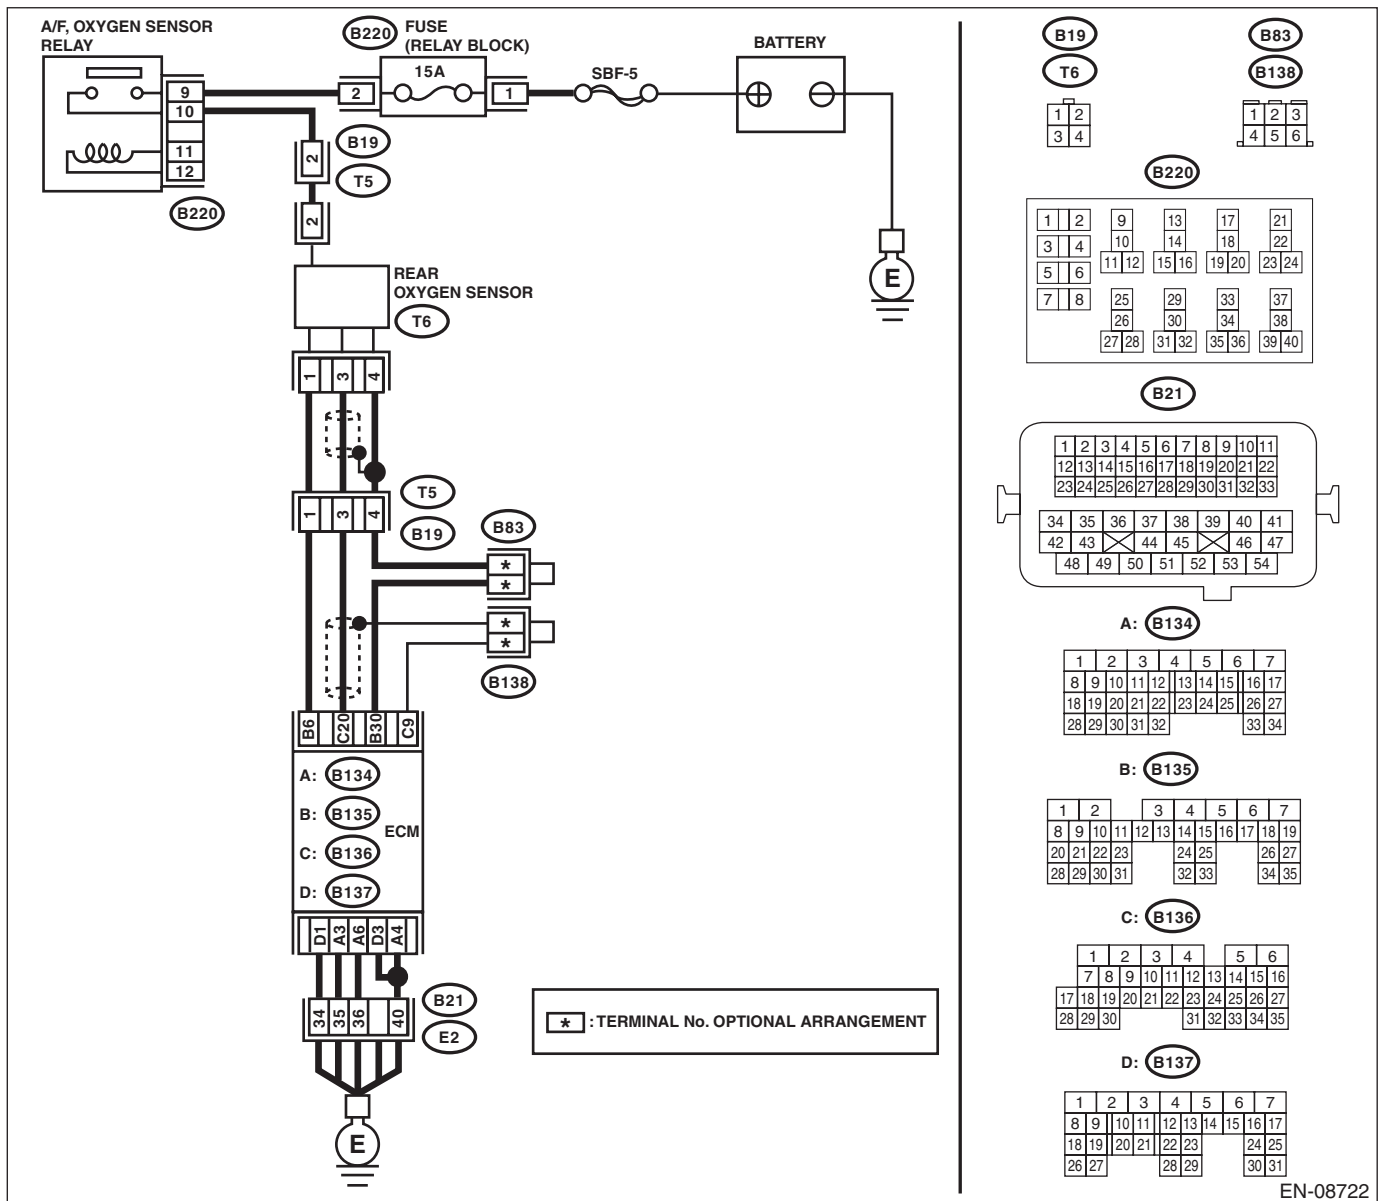 A/F, OXYGEN SENSOR
RELAY
B220
FUSE
(RELAY BLOCK)
15A
BATTERY
SBF-5
9
10
11
12
2
1
B220
2
B19
T5
2
REAR
OXYGEN SENSOR
T6
E
1 3 4
T5
1 3 4
B19
B83
*
*
*
*
B138
B6 C20 B30 C9
A: B134
B: B135
ECM
C: B136
D: B137
D1 A3 A6 D3 A4
B21
34 35 36 40
E2
E
* : TERMINAL No. OPTIONAL ARRANGEMENT
B19
T6
1 2
3 4
B83
B138
1 2 3
4 5 6
B220
1 2 9 13 17 21
3 4 10 14 18 22
11 12 15 16 19 20 23 24
5 6
7 8 25 29 33 37
26 30 34 38
27 28 31 32 35 36 39 40
B21
1 2 3 4 5 6 7 8 9 10 11
12 13 14 15 16 17 18 19 20 21 22
23 24 25 26 27 28 29 30 31 32 33
34 35 36 37 38 39 40 41
42 43 44 45 46 47
48 49 50 51 52 53 54
A: B134
1 2 3 4 5 6 7
8 9 10 11 12 13 14 15 16 17
18 19 20 21 22 23 24 25 26 27
28 29 30 31 32 33 34
B: B135
1 2 3 4 5 6 7
8 9 10 11 12 13 14 15 16 17 18 19
20 21 22 23 24 25 26 27
28 29 30 31 32 33 34 35
C: B136
1 2 3 4 5 6
7 8 9 10 11 12 13 14 15 16
17 18 19 20 21 22 23 24 25 26 27
28 29 30 31 32 33 34 35
D: B137
1 2 3 4 5 6 7
8 9 10 11 12 13 14 15 16 17
18 19 20 21 22 23 24 25
26 27 28 29 30 31
EN-08722